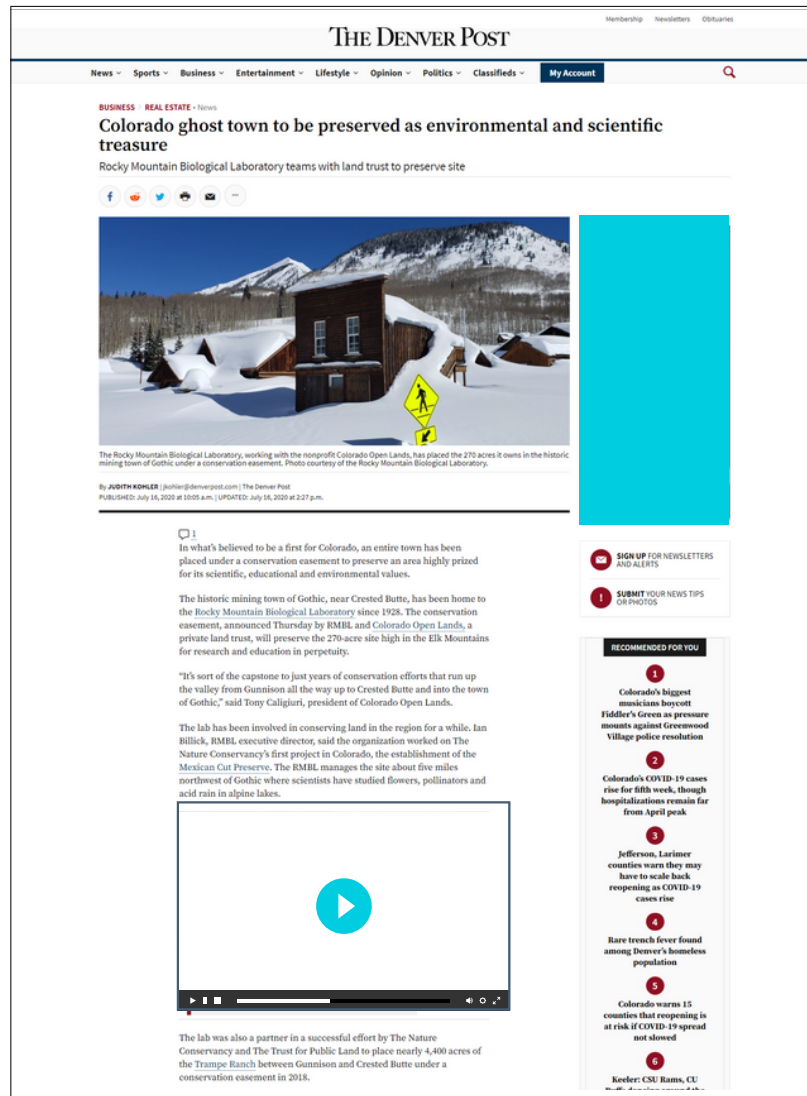 Membership Newsletters Obituaries
THE DENVER POST
News Sports Business Entertainment Lifestyle Opinion Politics Classifieds My Account
BUSINESS REAL ESTATE • News
Colorado ghost town to be preserved as environmental and scientific
treasure
Rocky Mountain Biological Laboratory teams with land trust to preserve site
The Rocky Mountain Biological Laboratory, working with the nonprofit Colorado Open Lands, has placed the 270 acres it owns in the historic
mining town of Gothic under a conservation easement. Photo courtesy of the Rocky Mountain Biological Laboratory.
By JUDITH KOHLER | jkohler@denverpost.com | The Denver Post
PUBLISHED: July 16, 2020 at 10:05 a.m. | UPDATED: July 16, 2020 at 2:27 p.m.
1
In what's believed to be a first for Colorado, an entire town has been
placed under a conservation easement to preserve an area highly prized
for its scientific, educational and environmental values.
The historic mining town of Gothic, near Crested Butte, has been home to
the Rocky Mountain Biological Laboratory since 1928. The conservation
easement, announced Thursday by RMBL and Colorado Open Lands, a
private land trust, will preserve the 270-acre site high in the Elk Mountains
for research and education in perpetuity.
"It's sort of the capstone to just years of conservation efforts that run up
the valley from Gunnison all the way up to Crested Butte and into the town
of Gothic," said Tony Caligiuri, president of Colorado Open Lands.
The lab has been involved in conserving land in the region for a while. Ian
Billick, RMBL executive director, said the organization worked on The
Nature Conservancy's first project in Colorado, the establishment of the
Mexican Cut Preserve. The RMBL manages the site about five miles
northwest of Gothic where scientists have studied flowers, pollinators and
acid rain in alpine lakes.
The lab was also a partner in a successful effort by The Nature
Conservancy and The Trust for Public Land to place nearly 4,400 acres of
the Trampe Ranch between Gunnison and Crested Butte under a
conservation easement in 2018.
SIGN UP FOR NEWSLETTERS
AND ALERTS
! SUBMIT YOUR NEWS TIPS
OR PHOTOS
RECOMMENDED FOR YOU
1
Colorado's biggest
musicians boycott
Fiddler's Green as pressure
mounts against Greenwood
Village police resolution
2
Colorado's COVID-19 cases
rise for fifth week, though
hospitalizations remain far
from April peak
3
Jefferson, Larimer
counties warn they may
have to scale back
reopening as COVID-19
cases rise
4
Rare trench fever found
among Denver's homeless
population
5
Colorado warns 15
counties that reopening is
at risk if COVID-19 spread
not slowed
6
Keeler: CSU Rams, CU